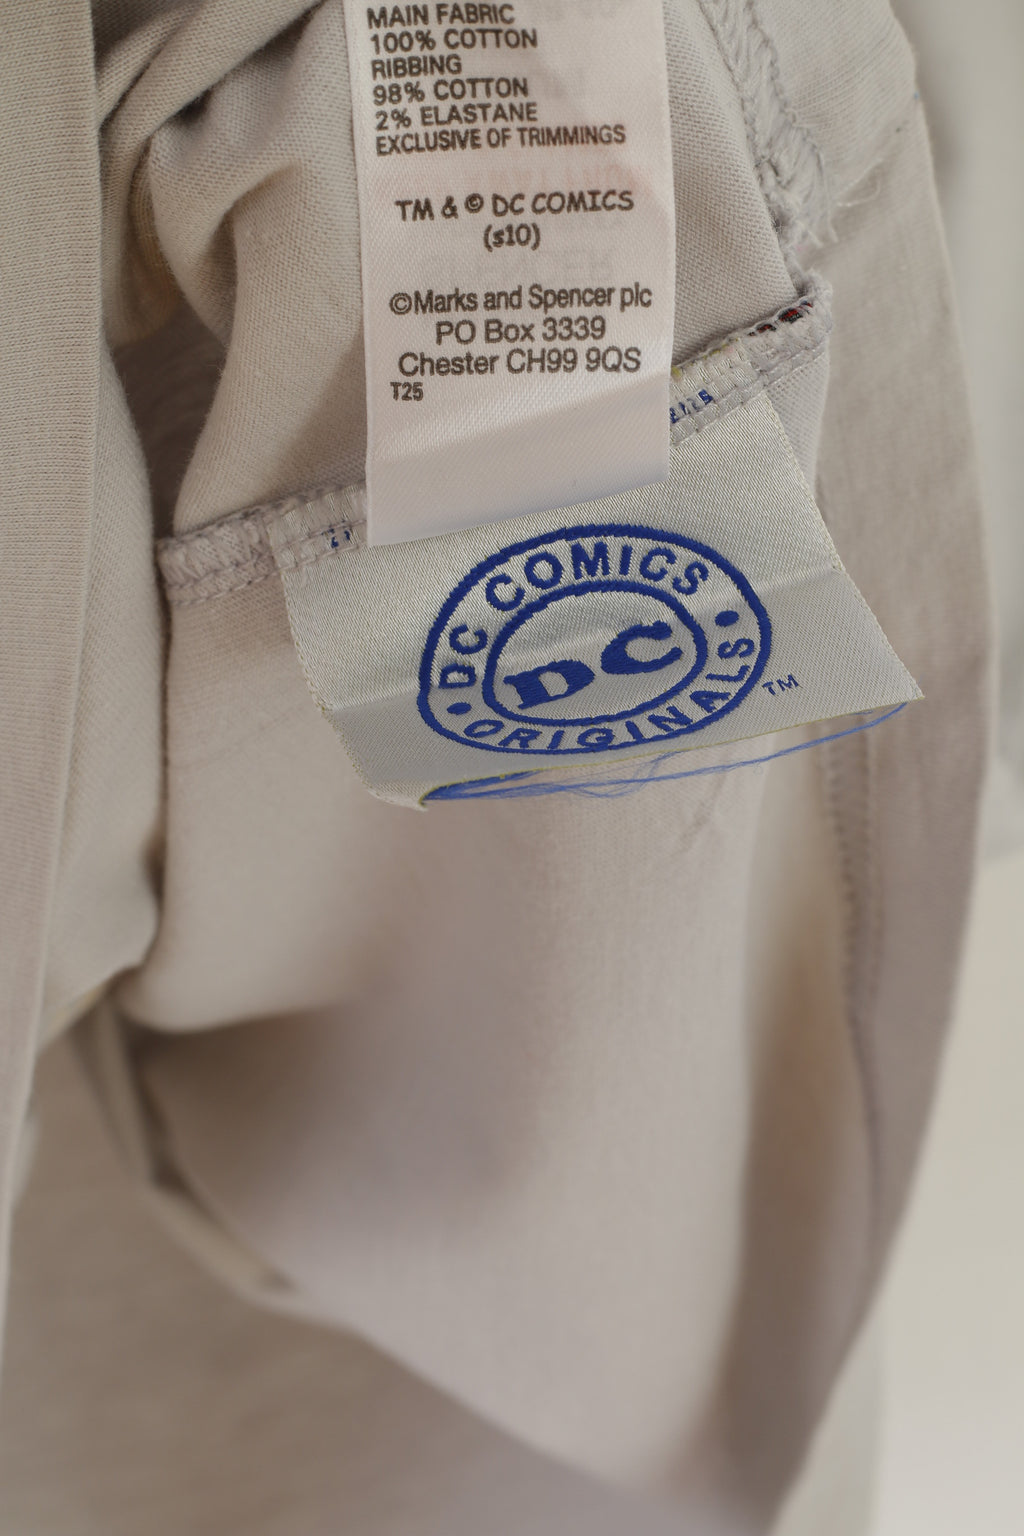 MAIN FABRIC
100% COTTON
RIBBING
98% COTTON
2% ELASTANE
EXCLUSIVE OF TRIMMINGS
TM & © DC COMICS
(s10)
©Marks and Spencer plc
PO Box 3339
Chester CH99 9QS
T25
DC COMICS
DC
• ORIGINALS •
TM